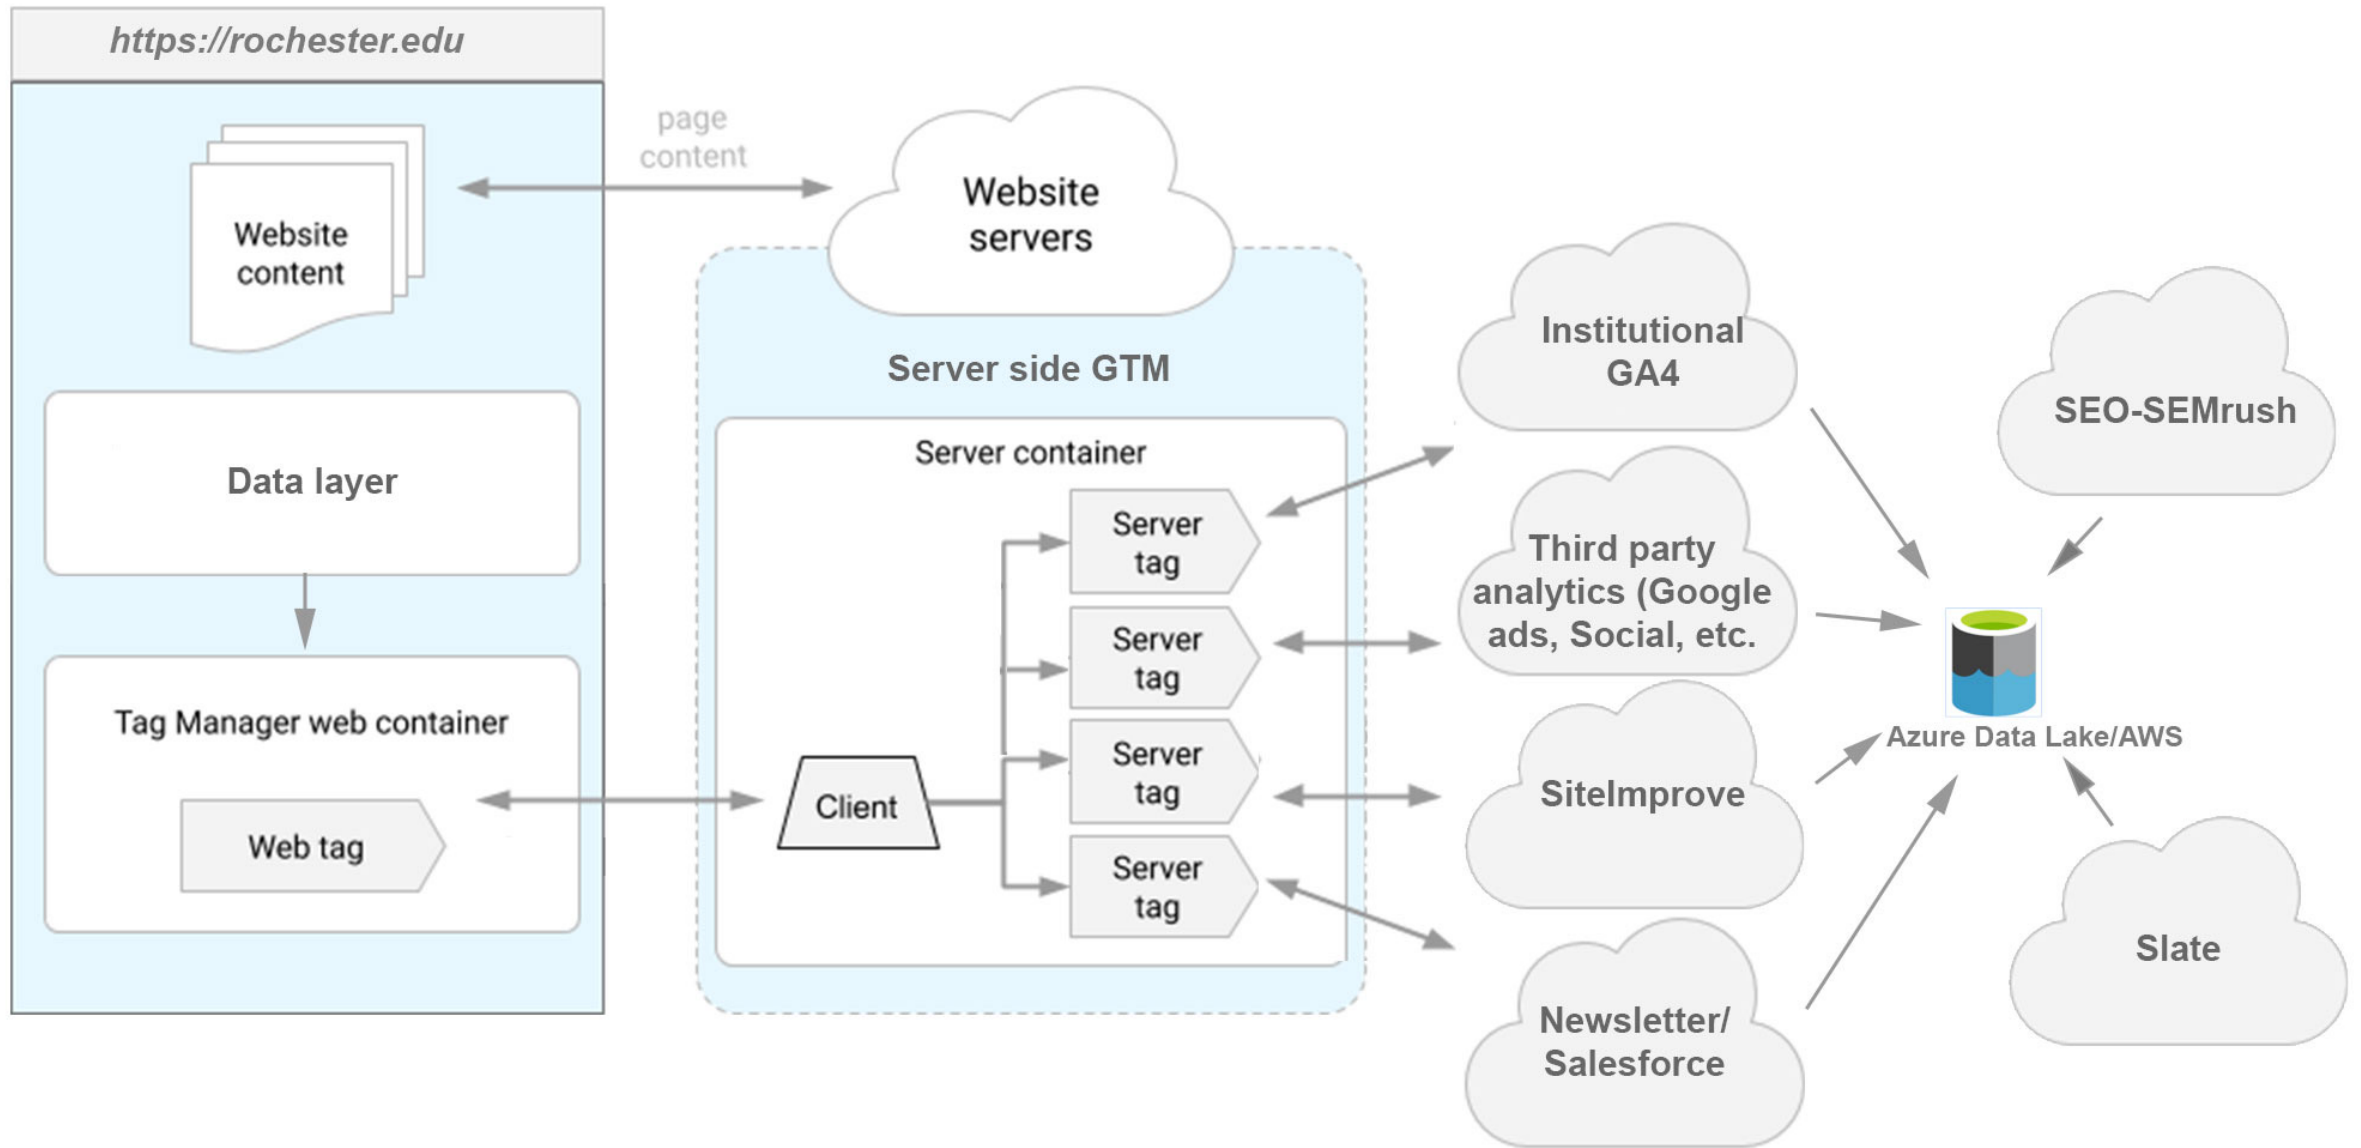 https://rochester.edu
page
content
Website
content
Website
servers
Data layer
Tag Manager web container
Web tag
Server side GTM
Server container
Client
Server
tag
Server
tag
Server
tag
Server
tag
Institutional
GA4
Third party
analytics (Google
ads, Social, etc.
SiteImprove
Newsletter/
Salesforce
SEO-SEMrush
Azure Data Lake/AWS
Slate